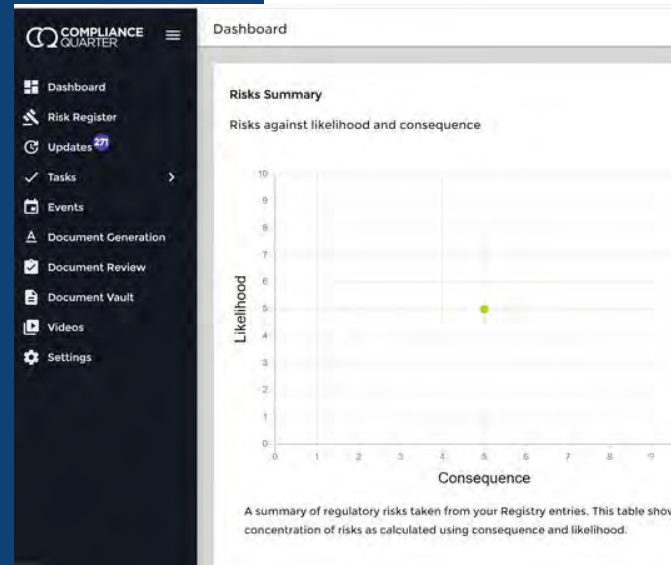 COMPLIANCE
QUARTER
Dashboard
Risk Register
Updates 271
Tasks
Events
Document Generation
Document Review
Document Vault
Videos
Settings
Dashboard
Risks Summary
Risks against likelihood and consequence
10
9
8
7
6
5
4
3
2
1
0
Likelihood
0 1 2 3 4 5 6 7 8 9
Consequence
A summary of regulatory risks taken from your Registry entries. This table
concentration of risks as calculated using consequence and likelihood.